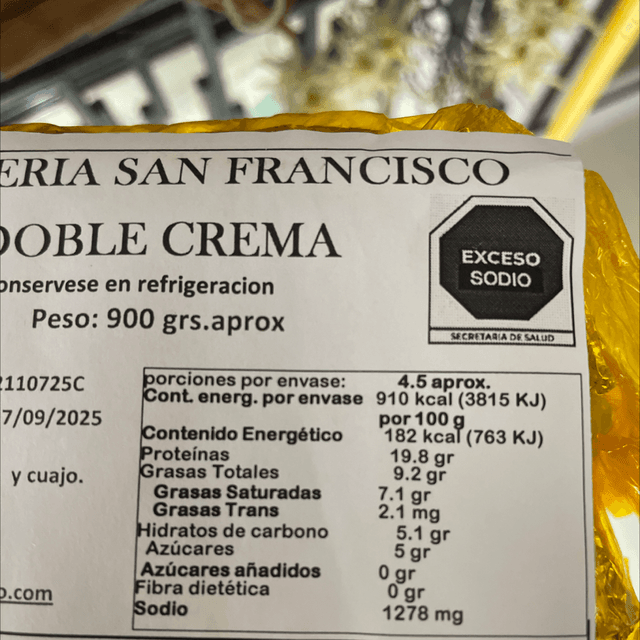 ERIA SAN FRANCISCO
DOBLE CREMA
onservese en refrigeracion
Peso: 900 grs.aprox
EXCESO
SODIO
SECRETARIA DE SALUD
2110725C
7/09/2025
y cuajo.
o.com
porciones por envase: 4.5 aprox.
Cont. energ. por envase 910 kcal (3815 KJ)
por 100 g
Contenido Energético 182 kcal (763 KJ)
Proteínas 19.8 gr
Grasas Totales 9.2 gr
Grasas Saturadas 7.1 gr
Grasas Trans 2.1 mg
Hidratos de carbono 5.1 gr
Azúcares 5 gr
Azúcares añadidos 0 gr
Fibra dietética 0 gr
Sodio 1278 mg